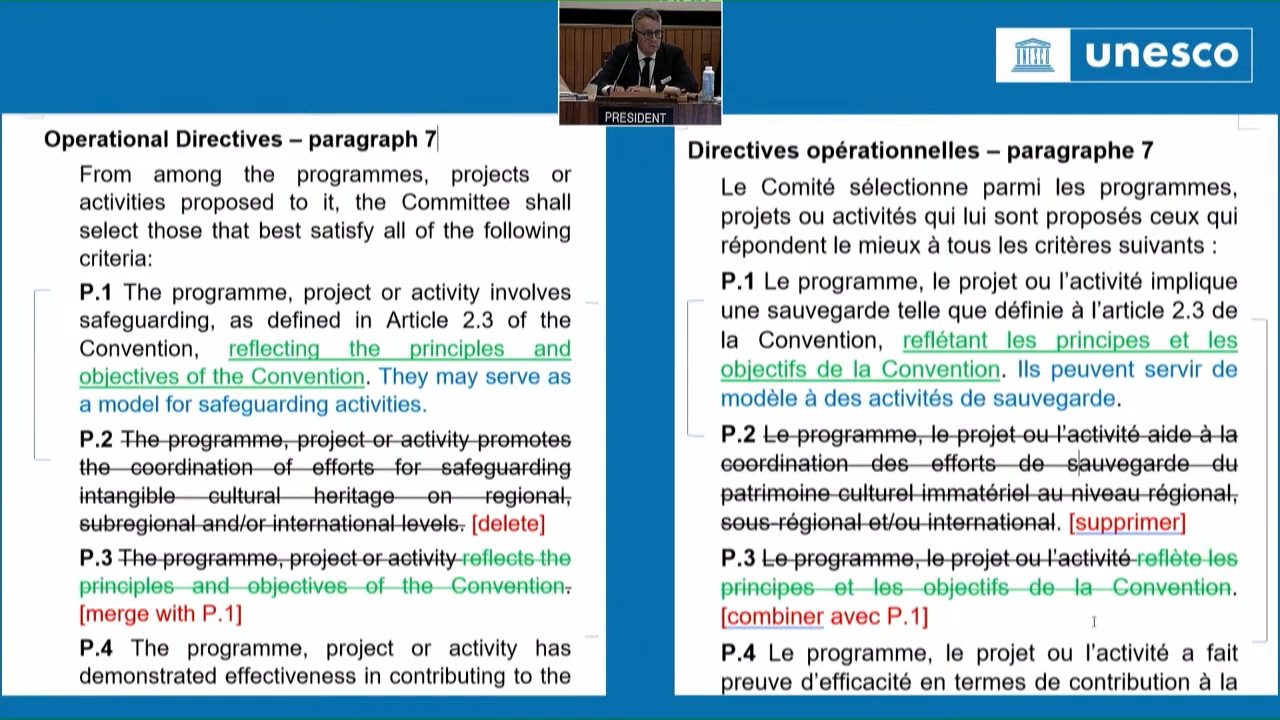 PRESIDENT
unesco
Operational Directives – paragraph 7
From among the programmes, projects or
activities proposed to it, the Committee shall
select those that best satisfy all of the following
criteria:
P.1 The programme, project or activity involves
safeguarding, as defined in Article 2.3 of the
Convention, reflecting the principles and
objectives of the Convention. They may serve as
a model for safeguarding activities.
P.2 The programme, project or activity promotes
the coordination of efforts for safeguarding
intangible cultural heritage on regional,
subregional and/or international levels. [delete]
P.3 The programme, project or activity reflects the
principles and objectives of the Convention.
[merge with P.1]
P.4 The programme, project or activity has
demonstrated effectiveness in contributing to the
Directives opérationnelles – paragraphe 7
Le Comité sélectionne parmi les programmes,
projets ou activités qui lui sont proposés ceux qui
répondent le mieux à tous les critères suivants :
P.1 Le programme, le projet ou l’activité implique
une sauvegarde telle que définie à l’article 2.3 de
la Convention, reflétant les principes et les
objectifs de la Convention. Ils peuvent servir de
modèle à des activités de sauvegarde.
P.2 Le programme, le projet ou l’activité aide à la
coordination des efforts de sauvegarde du
patrimoine culturel immatériel au niveau régional,
sous-régional et/ou international. [supprimer]
P.3 Le programme, le projet ou l’activité reflète les
principes et les objectifs de la Convention.
[combiner avec P.1]
P.4 Le programme, le projet ou l’activité a fait
preuve d’efficacité en termes de contribution à la